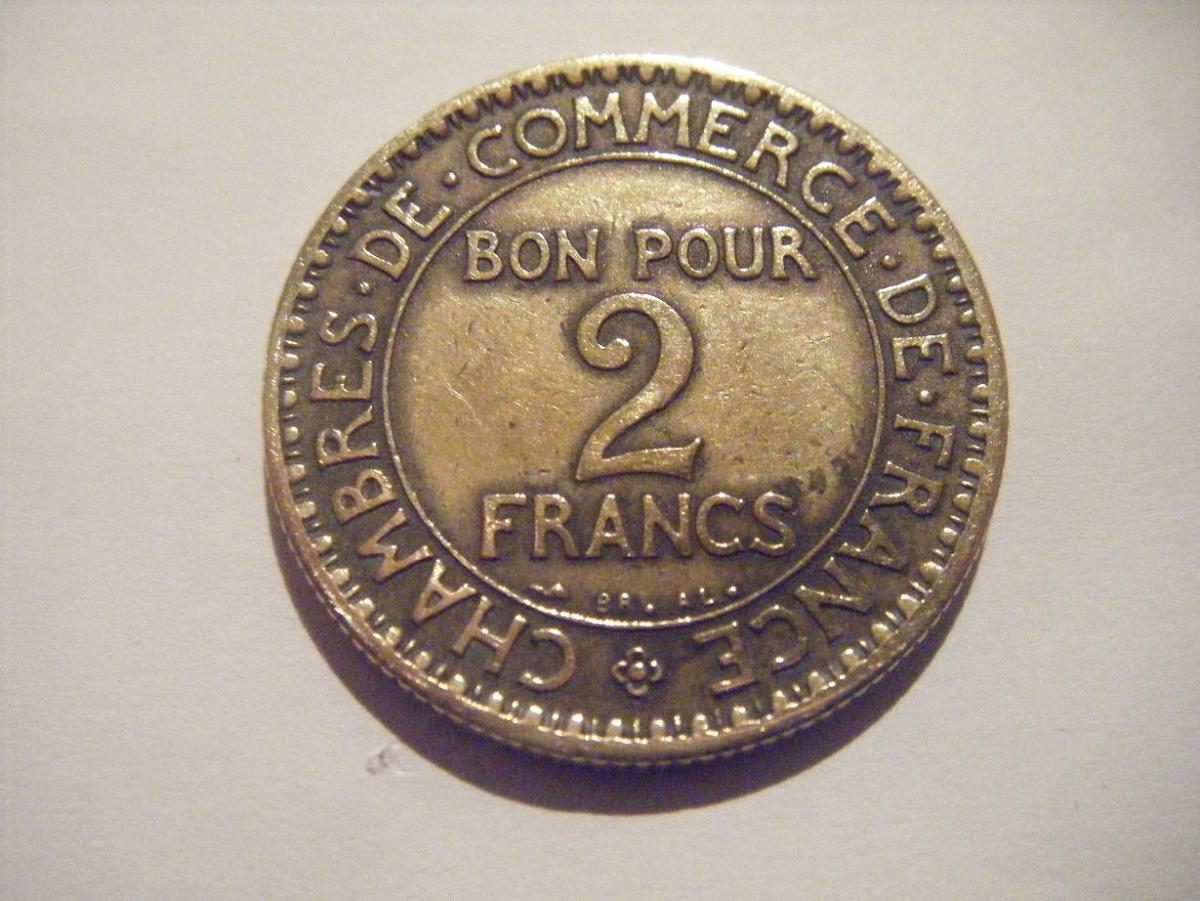 CHAMBRES · DE · COMMERCE · DE · FRANCE
BON POUR
2
FRANCS